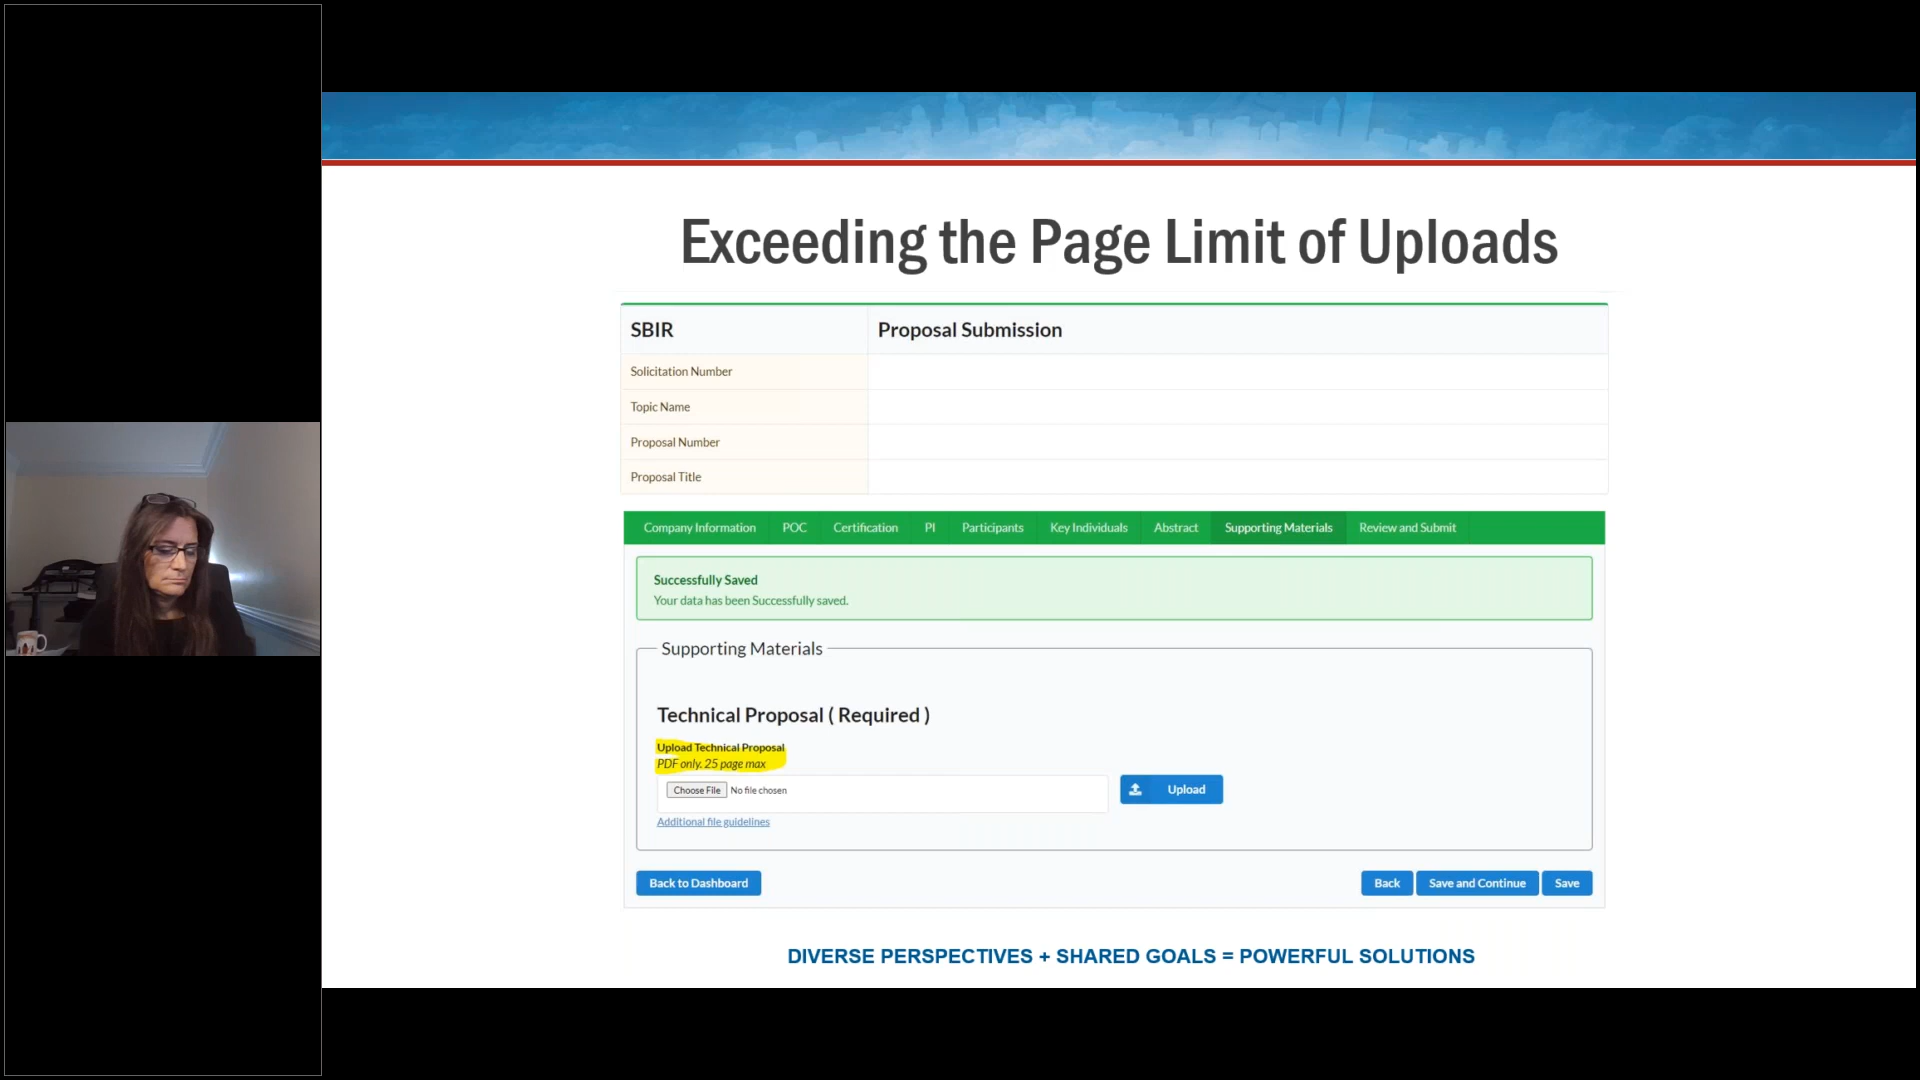 Exceeding the Page Limit of Uploads
SBIR Proposal Submission
Solicitation Number
Topic Name
Proposal Number
Proposal Title
Company Information POC Certification PI Participants Key Individuals Abstract Supporting Materials Review and Submit
Successfully Saved
Your data has been Successfully saved.
Supporting Materials
Technical Proposal ( Required )
Upload Technical Proposal
PDF only. 25 page max
Choose File No file chosen Upload
Additional file guidelines
Back to Dashboard Back Save and Continue Save
DIVERSE PERSPECTIVES + SHARED GOALS = POWERFUL SOLUTIONS